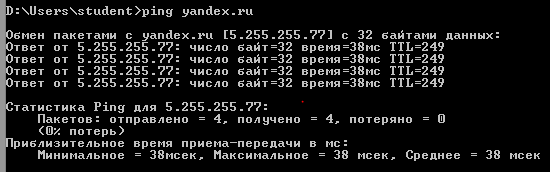 D:\Users\student>ping yandex.ru
Обмен пакетами с yandex.ru [5.255.255.77] с 32 байтами данных:
Ответ от 5.255.255.77: число байт=32 время=38мс TTL=249
Ответ от 5.255.255.77: число байт=32 время=38мс TTL=249
Ответ от 5.255.255.77: число байт=32 время=38мс TTL=249
Ответ от 5.255.255.77: число байт=32 время=38мс TTL=249
Статистика Ping для 5.255.255.77:
Пакетов: отправлено = 4, получено = 4, потеряно = 0
(0% потерь)
Приблизительное время приема-передачи в мс:
Минимальное = 38мсек, Максимальное = 38 мсек, Среднее = 38 мсек